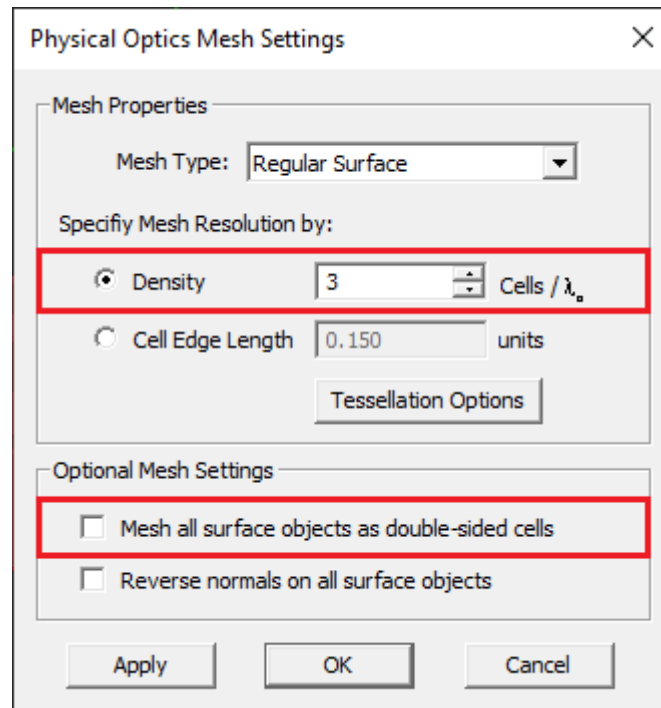 Physical Optics Mesh Settings
Mesh Properties
Mesh Type: Regular Surface
Specifiy Mesh Resolution by:
Density 3 Cells / λ₀
Cell Edge Length 0.150 units
Tessellation Options
Optional Mesh Settings
Mesh all surface objects as double-sided cells
Reverse normals on all surface objects
Apply OK Cancel